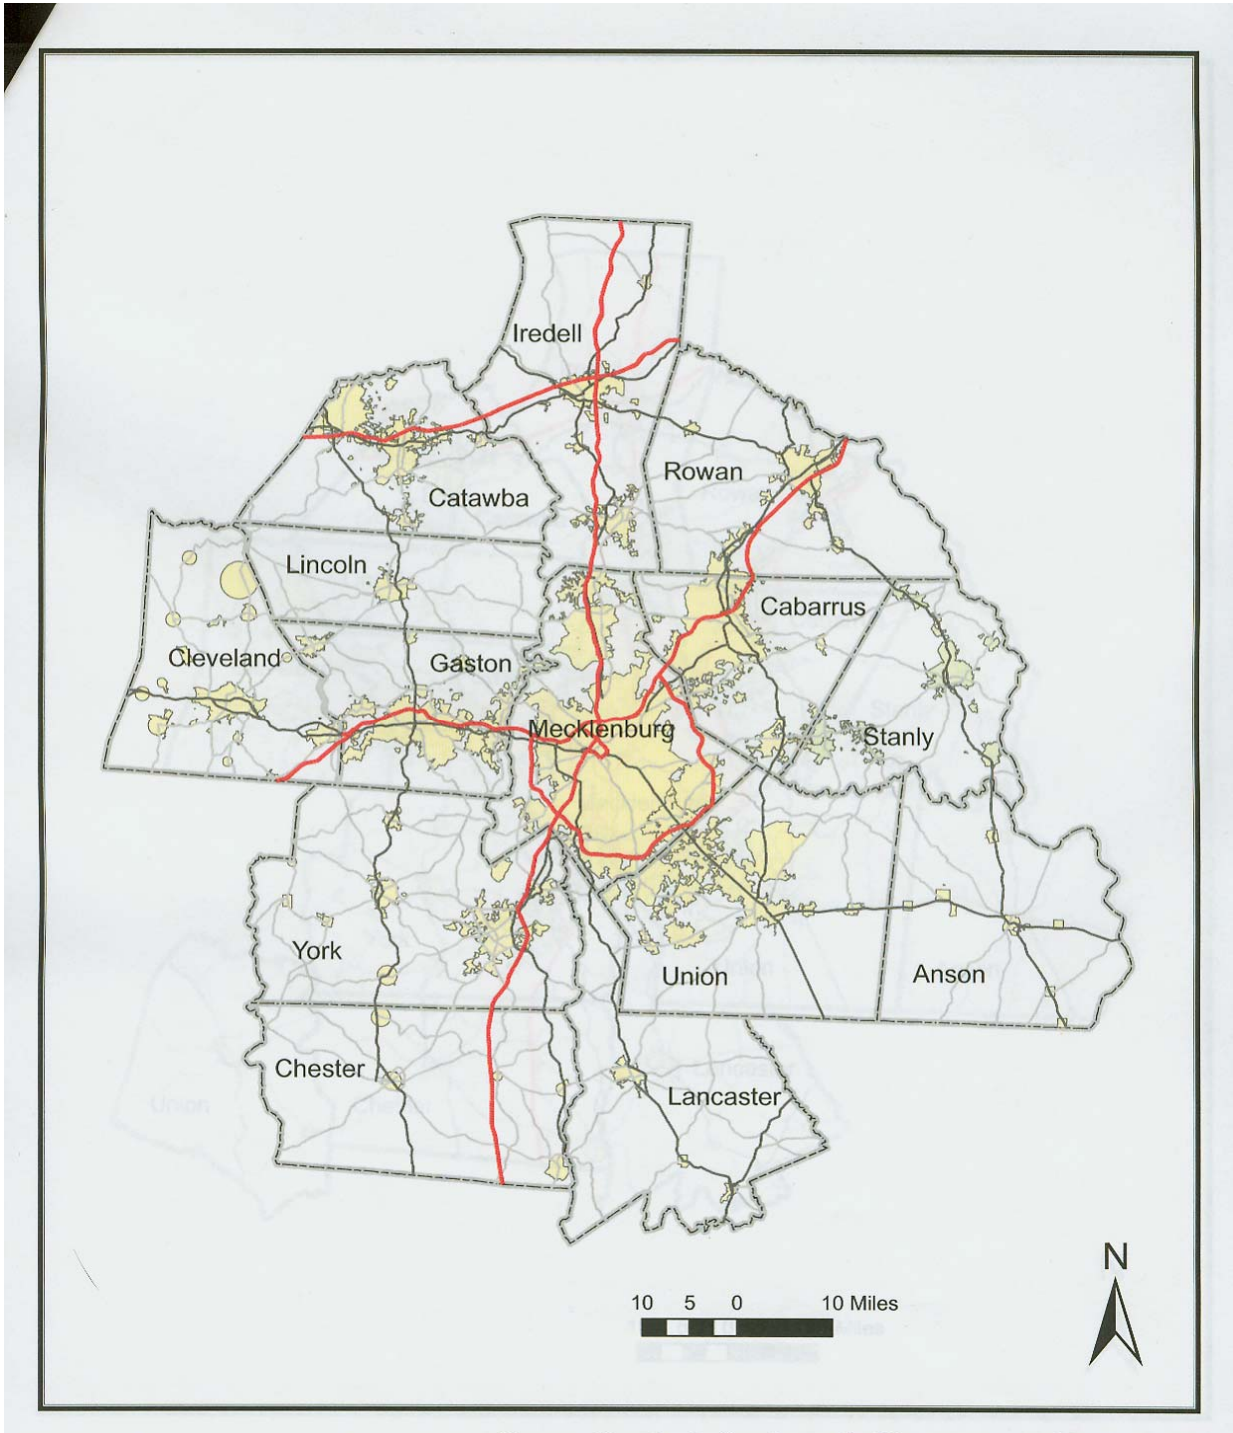 Iredell
Rowan
Catawba
Lincoln
Cabarrus
Cleveland
Gaston
Mecklenburg
Stanly
York
Union
Anson
Chester
Lancaster
N
10 5 0 10 Miles